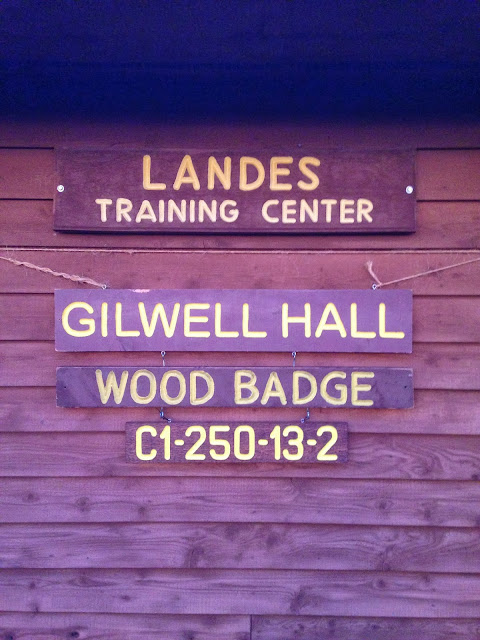 LANDES
TRAINING CENTER
GILWELL HALL
WOOD BADGE
C1-250-13-2